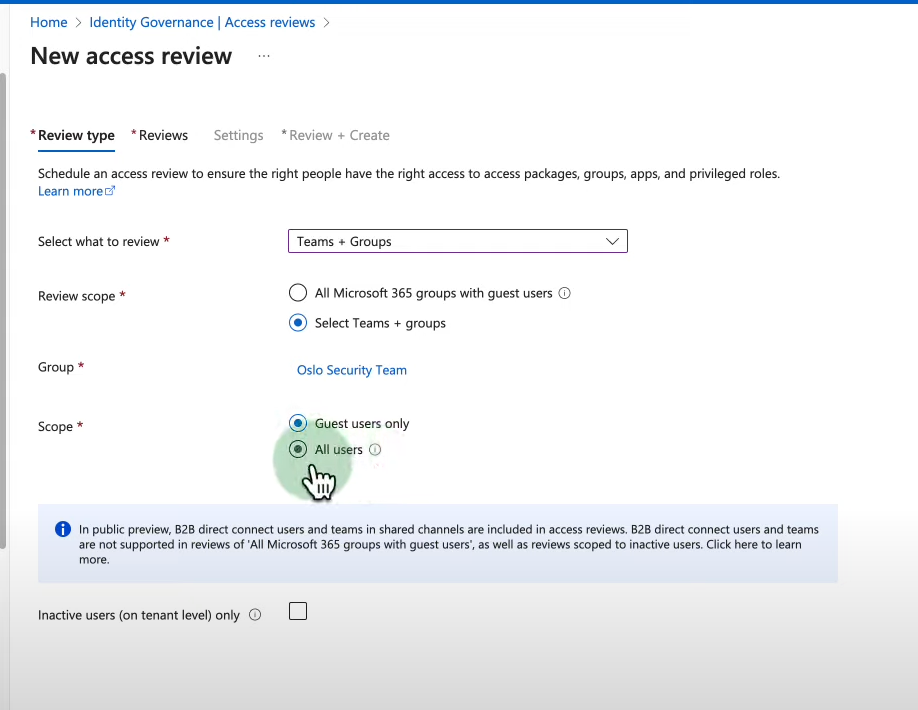 Home > Identity Governance | Access reviews >
New access review ...
*Review type *Reviews Settings *Review + Create
Schedule an access review to ensure the right people have the right access to access packages, groups, apps, and privileged roles.
Learn more
Select what to review * Teams + Groups
Review scope * All Microsoft 365 groups with guest users
Select Teams + groups
Group * Oslo Security Team
Scope * Guest users only
All users
In public preview, B2B direct connect users and teams in shared channels are included in access reviews. B2B direct connect users and teams
are not supported in reviews of 'All Microsoft 365 groups with guest users', as well as reviews scoped to inactive users. Click here to learn
more.
Inactive users (on tenant level) only